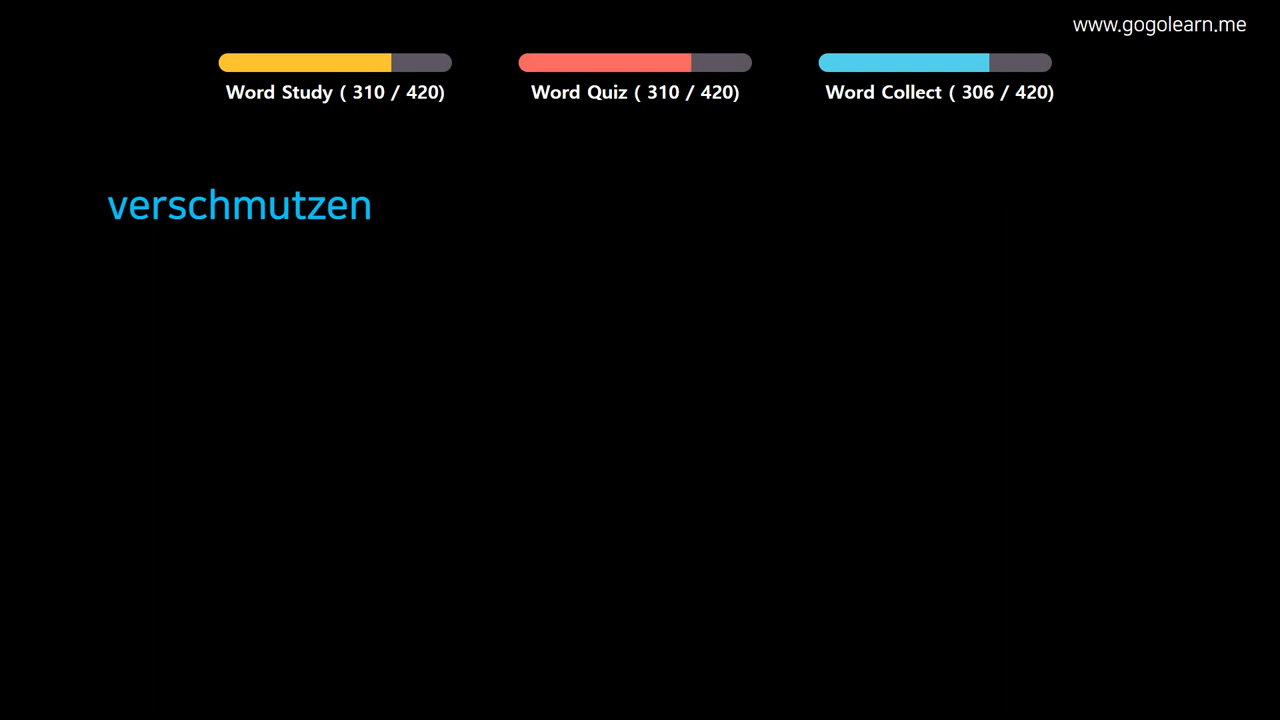 www.gogolearn.me
Word Study ( 310 / 420)
Word Quiz ( 310 / 420)
Word Collect ( 306 / 420)
verschmutzen